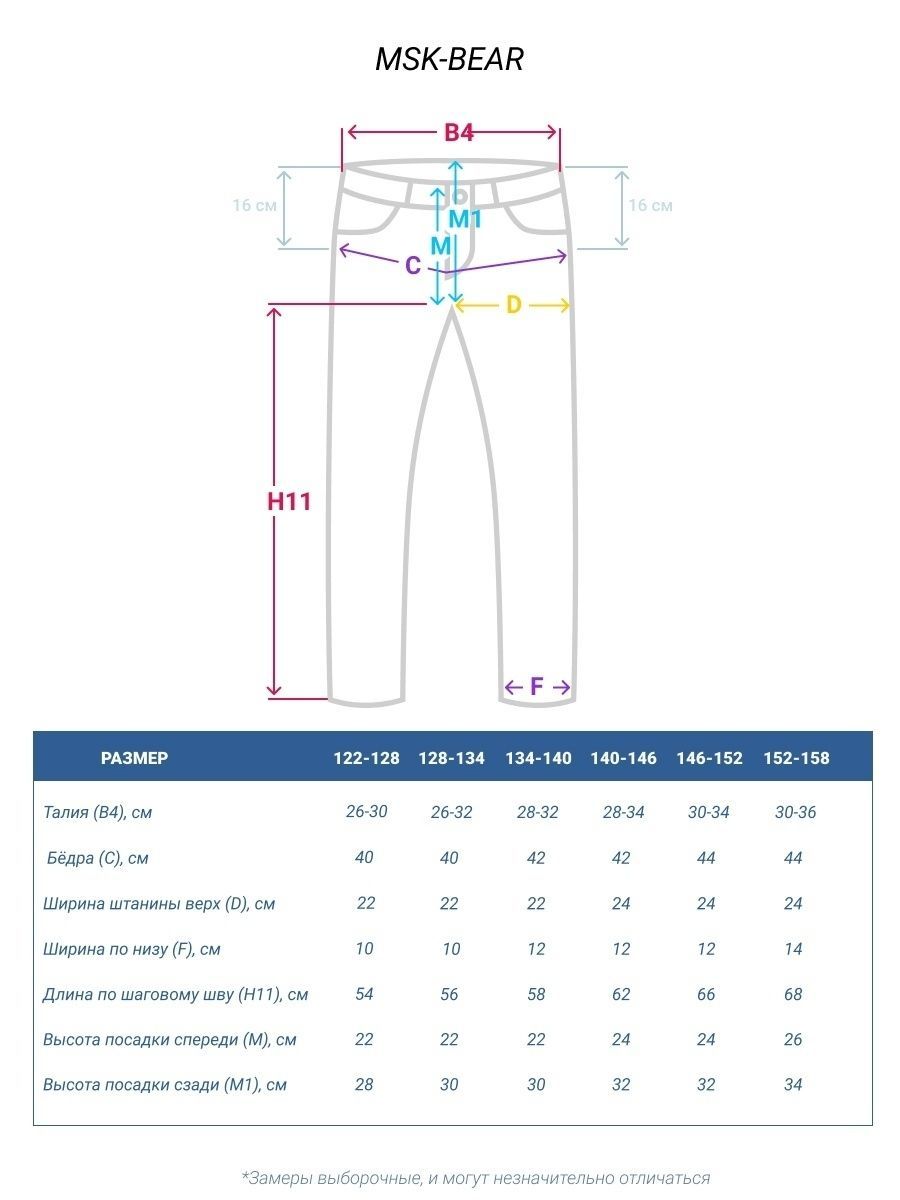 MSK-BEAR
B4
16 см
16 см
M1
M
C
D
H11
F
РАЗМЕР 122-128 128-134 134-140 140-146 146-152 152-158
Талия (B4), см 26-30 26-32 28-32 28-34 30-34 30-36
Бёдра (C), см 40 40 42 42 44 44
Ширина штанины верх (D), см 22 22 22 24 24 24
Ширина по низу (F), см 10 10 12 12 12 14
Длина по шаговому шву (H11), см 54 56 58 62 66 68
Высота посадки спереди (M), см 22 22 22 24 24 26
Высота посадки сзади (M1), см 28 30 30 32 32 34
*Замеры выборочные, и могут незначительно отличаться